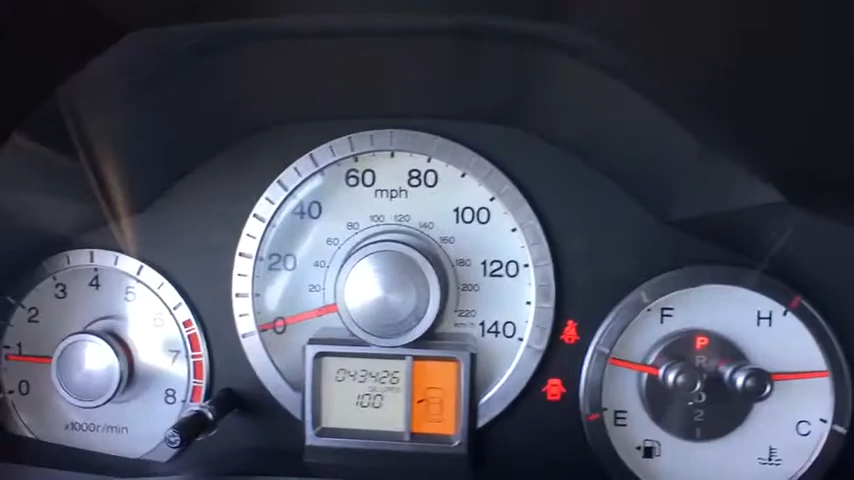 60 80
mph
40 100
20 120
0 140
20 40 60 80 100 120 140 160 180 200 220
km/h
043426
100
0 1 2 3 4 5 6 7 8
x1000r/min
F
E
H
C
P
R
D
2
1